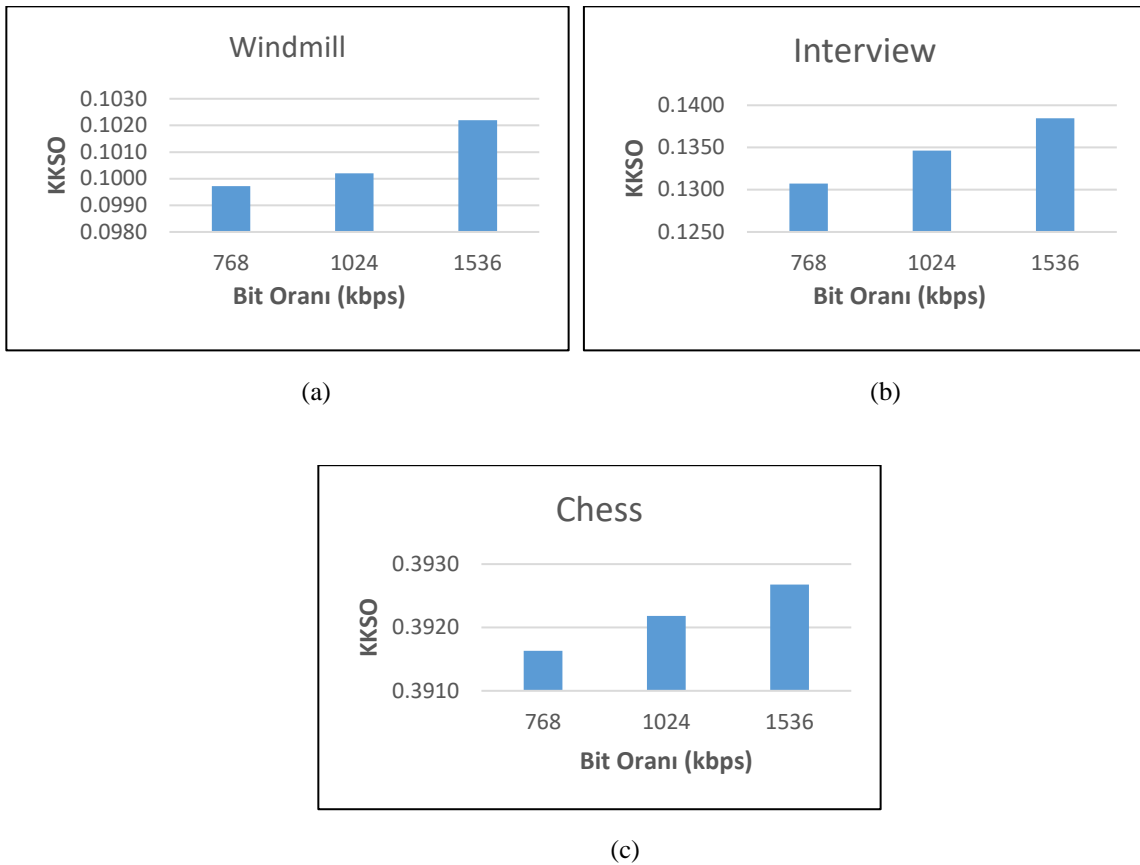 Windmill
0.1030
0.1020
0.1010
0.1000
0.0990
0.0980
KKSO
768 1024 1536
Bit Oranı (kbps)
(a)
Interview
0.1400
0.1350
0.1300
0.1250
KKSO
768 1024 1536
Bit Oranı (kbps)
(b)
Chess
0.3930
0.3920
0.3910
KKSO
768 1024 1536
Bit Oranı (kbps)
(c)